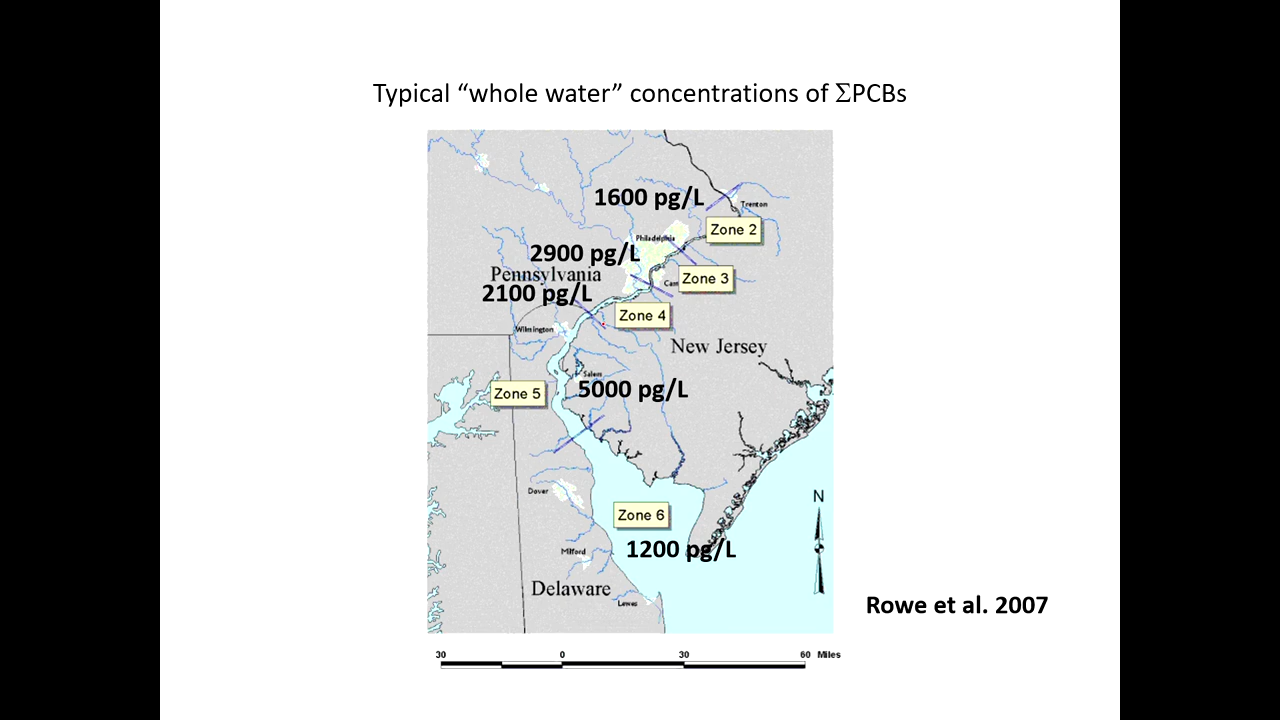 Typical “whole water” concentrations of ΣPCBs
1600 pg/L
Trenton
Zone 2
Philadelphia
2900 pg/L
Pennsylvania
Zone 3
Cam
2100 pg/L
Zone 4
Wilmington
New Jersey
Salem
5000 pg/L
Zone 5
Dover
N
Zone 6
1200 pg/L
Milford
Delaware
Lewes
Rowe et al. 2007
30 0 30 60 Miles